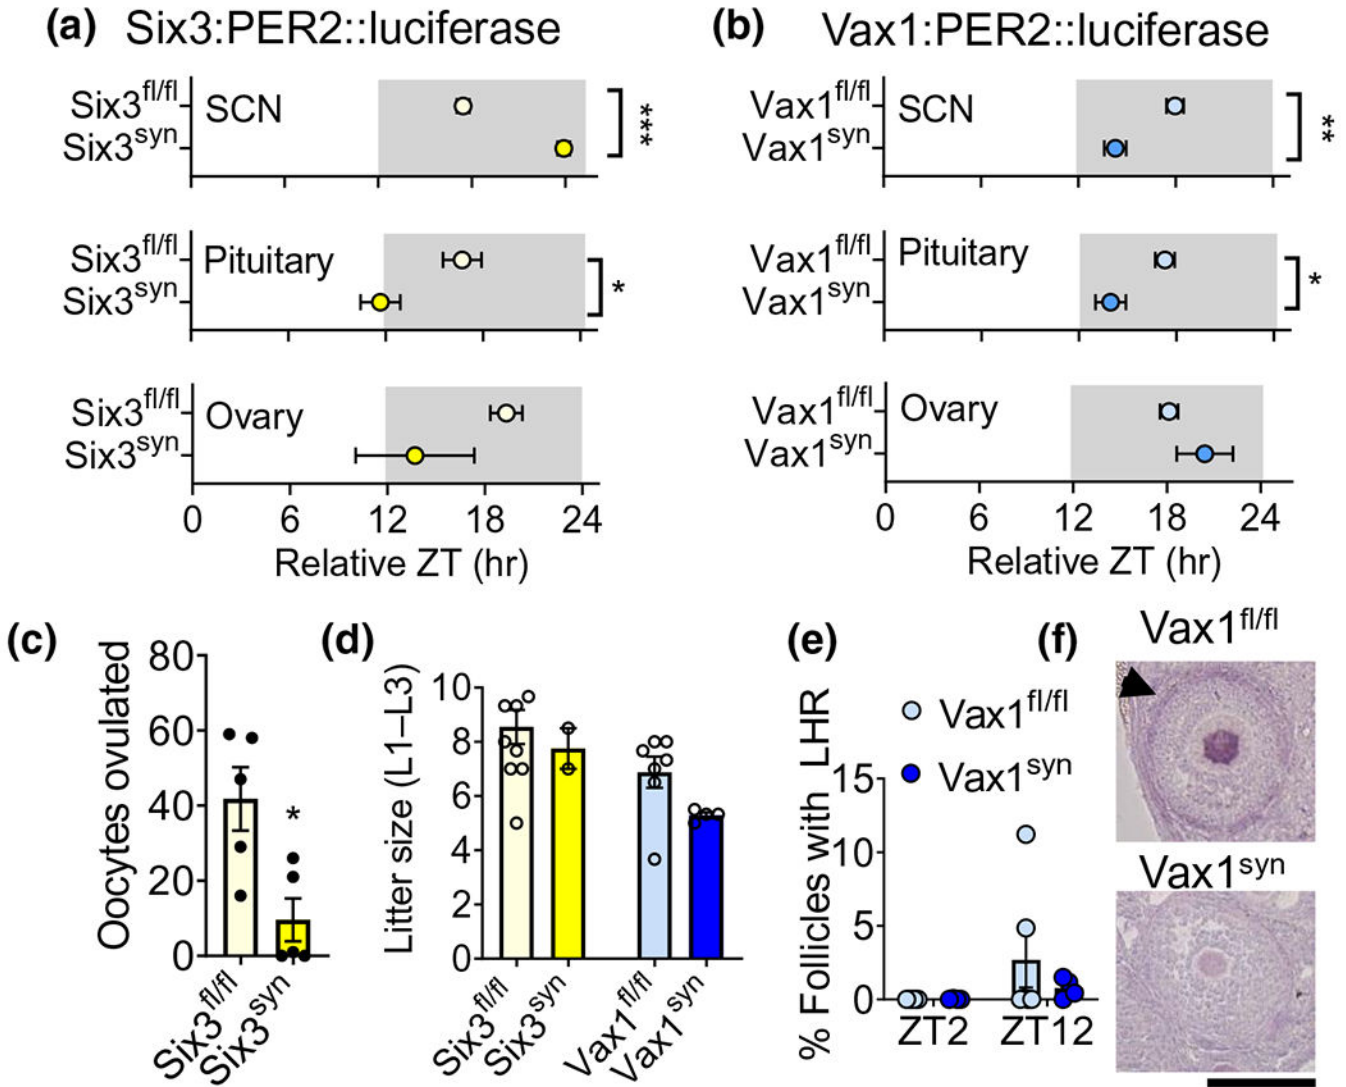 (a) Six3:PER2::luciferase
Six3fl/fl SCN
Six3syn
***
Six3fl/fl Pituitary
Six3syn
*
Six3fl/fl Ovary
Six3syn
0 6 12 18 24
Relative ZT (hr)
(b) Vax1:PER2::luciferase
Vax1fl/fl SCN
Vax1syn
**
Vax1fl/fl Pituitary
Vax1syn
*
Vax1fl/fl Ovary
Vax1syn
0 6 12 18 24
Relative ZT (hr)
(c)
Oocytes ovulated
80
60
40
20
0
*
Six3fl/fl
Six3syn
(d)
Litter size (L1–L3)
10
8
6
4
2
0
Six3fl/fl
Six3syn
Vax1fl/fl
Vax1syn
(e)
Vax1fl/fl
Vax1syn
% Follicles with LHR
15
10
5
0
ZT2 ZT12
(f)
Vax1fl/fl
Vax1syn